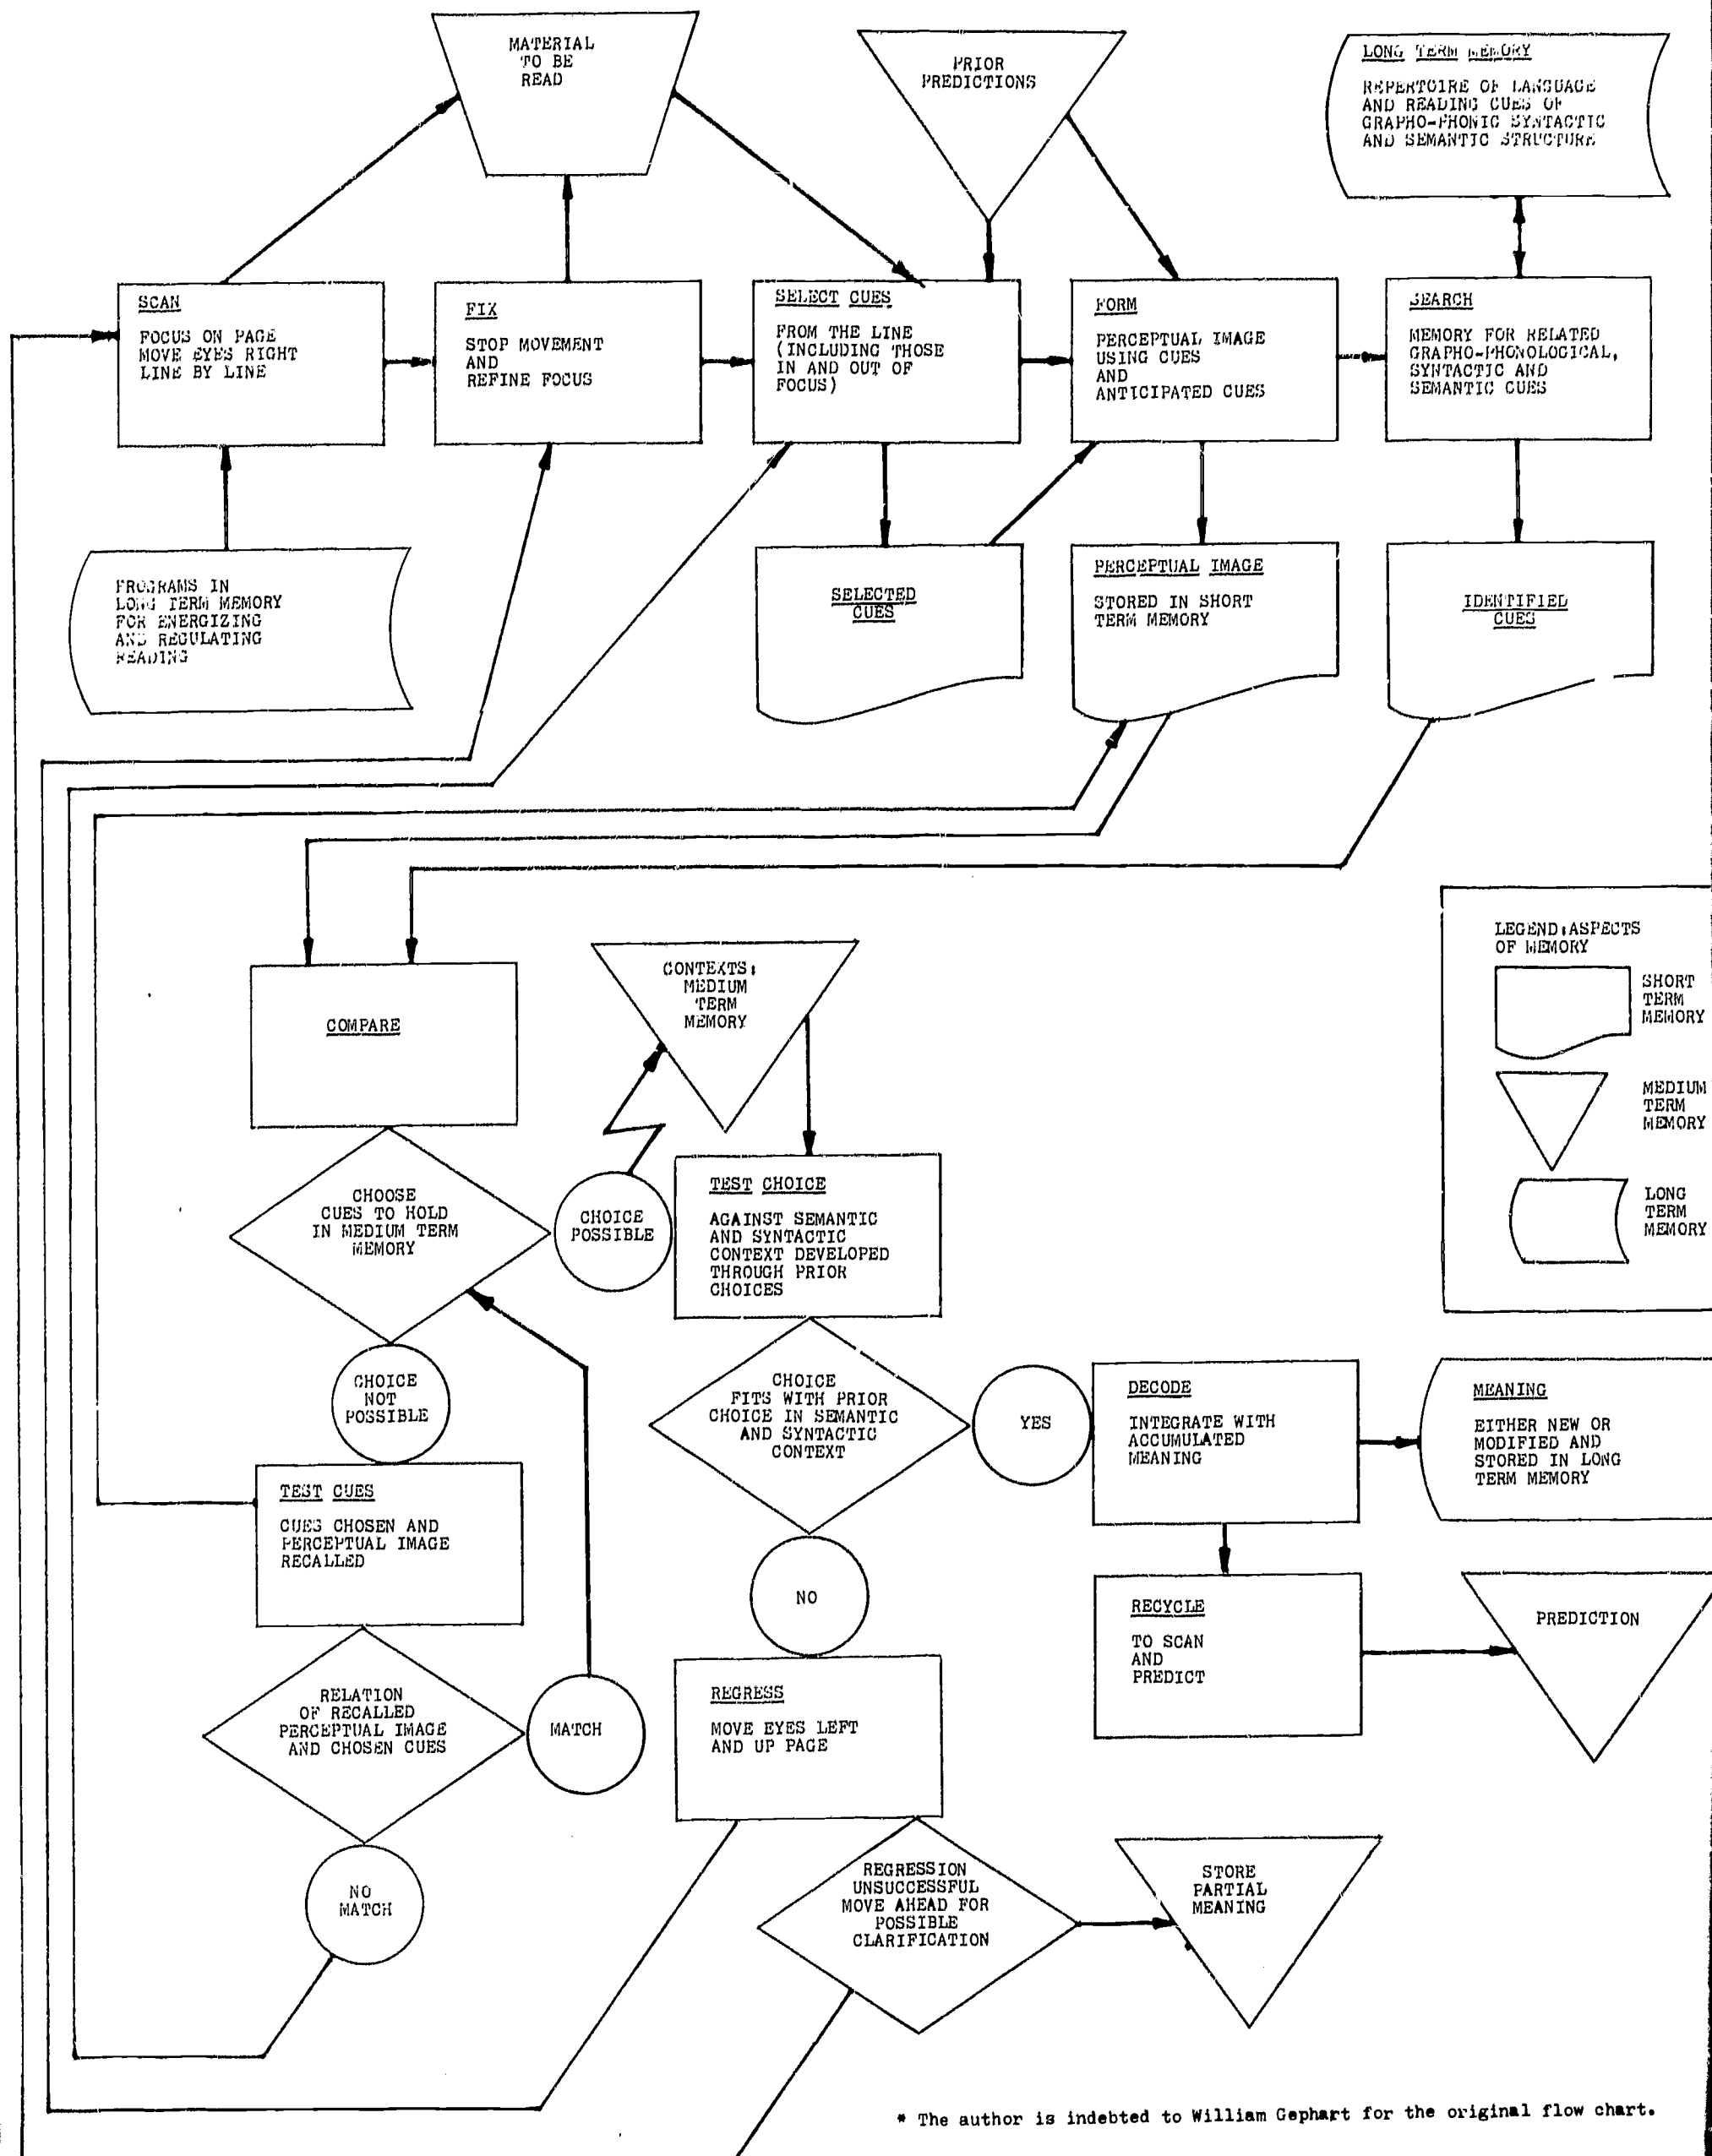 MATERIAL
TO BE
READ
PRIOR
PREDICTIONS
LONG TERM MEMORY
REPERTOIRE OF LANGUAGE
AND READING CUES OF
GRAPHO-PHONIC SYNTACTIC
AND SEMANTIC STRUCTURE
SCAN
FOCUS ON PAGE
MOVE EYES RIGHT
LINE BY LINE
FIX
STOP MOVEMENT
AND
REFINE FOCUS
SELECT CUES
FROM THE LINE
(INCLUDING THOSE
IN AND OUT OF
FOCUS)
FORM
PERCEPTUAL IMAGE
USING CUES
AND
ANTICIPATED CUES
SEARCH
MEMORY FOR RELATED
GRAPHO-PHONOLOGICAL,
SYNTACTIC AND
SEMANTIC CUES
PROGRAMS IN
LONG TERM MEMORY
FOR ENERGIZING
AND REGULATING
READING
SELECTED
CUES
PERCEPTUAL IMAGE
STORED IN SHORT
TERM MEMORY
IDENTIFIED
CUES
LEGEND:ASPECTS
OF MEMORY
SHORT
TERM
MEMORY
MEDIUM
TERM
MEMORY
LONG
TERM
MEMORY
COMPARE
CONTEXTS:
MEDIUM
TERM
MEMORY
CHOOSE
CUES TO HOLD
IN MEDIUM TERM
MEMORY
CHOICE
POSSIBLE
TEST CHOICE
AGAINST SEMANTIC
AND SYNTACTIC
CONTEXT DEVELOPED
THROUGH PRIOR
CHOICES
CHOICE
NOT
POSSIBLE
CHOICE
FITS WITH PRIOR
CHOICE IN SEMANTIC
AND SYNTACTIC
CONTEXT
YES
DECODE
INTEGRATE WITH
ACCUMULATED
MEANING
MEANING
EITHER NEW OR
MODIFIED AND
STORED IN LONG
TERM MEMORY
TEST CUES
CUES CHOSEN AND
PERCEPTUAL IMAGE
RECALLED
NO
RECYCLE
TO SCAN
AND
PREDICT
PREDICTION
RELATION
OF RECALLED
PERCEPTUAL IMAGE
AND CHOSEN CUES
MATCH
REGRESS
MOVE EYES LEFT
AND UP PAGE
NO
MATCH
REGRESSION
UNSUCCESSFUL
MOVE AHEAD FOR
POSSIBLE
CLARIFICATION
STORE
PARTIAL
MEANING
* The author is indebted to William Gephart for the original flow chart.